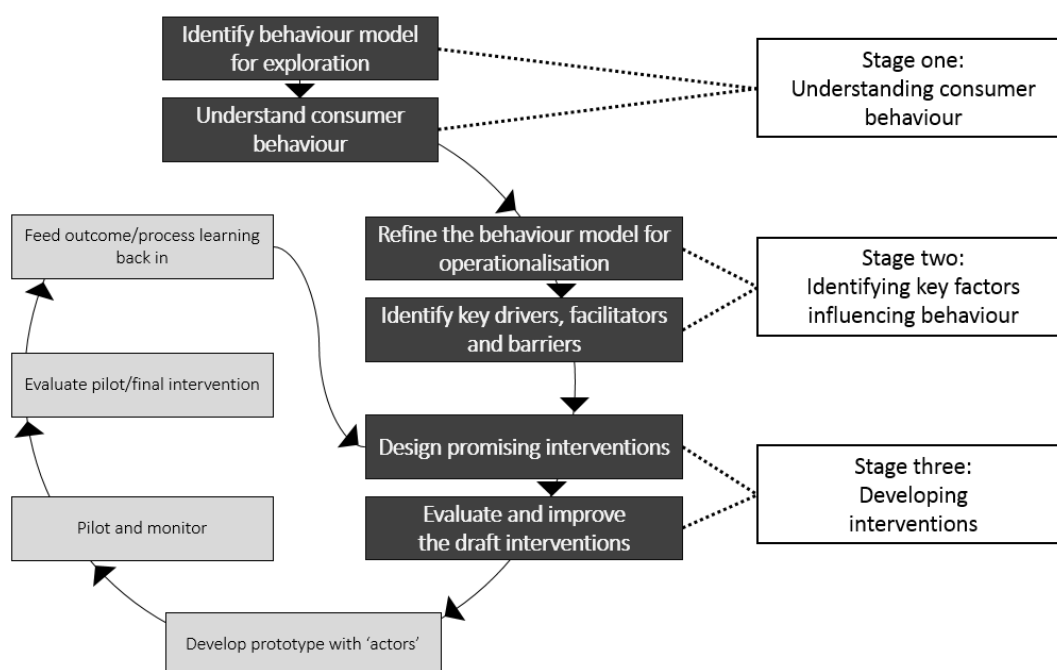 Identify behaviour model
for exploration
Understand consumer
behaviour
Stage one:
Understanding consumer
behaviour
Feed outcome/process learning
back in
Refine the behaviour model for
operationalisation
Identify key drivers, facilitators
and barriers
Stage two:
Identifying key factors
influencing behaviour
Evaluate pilot/final intervention
Design promising interventions
Evaluate and improve
the draft interventions
Stage three:
Developing
interventions
Pilot and monitor
Develop prototype with ‘actors’